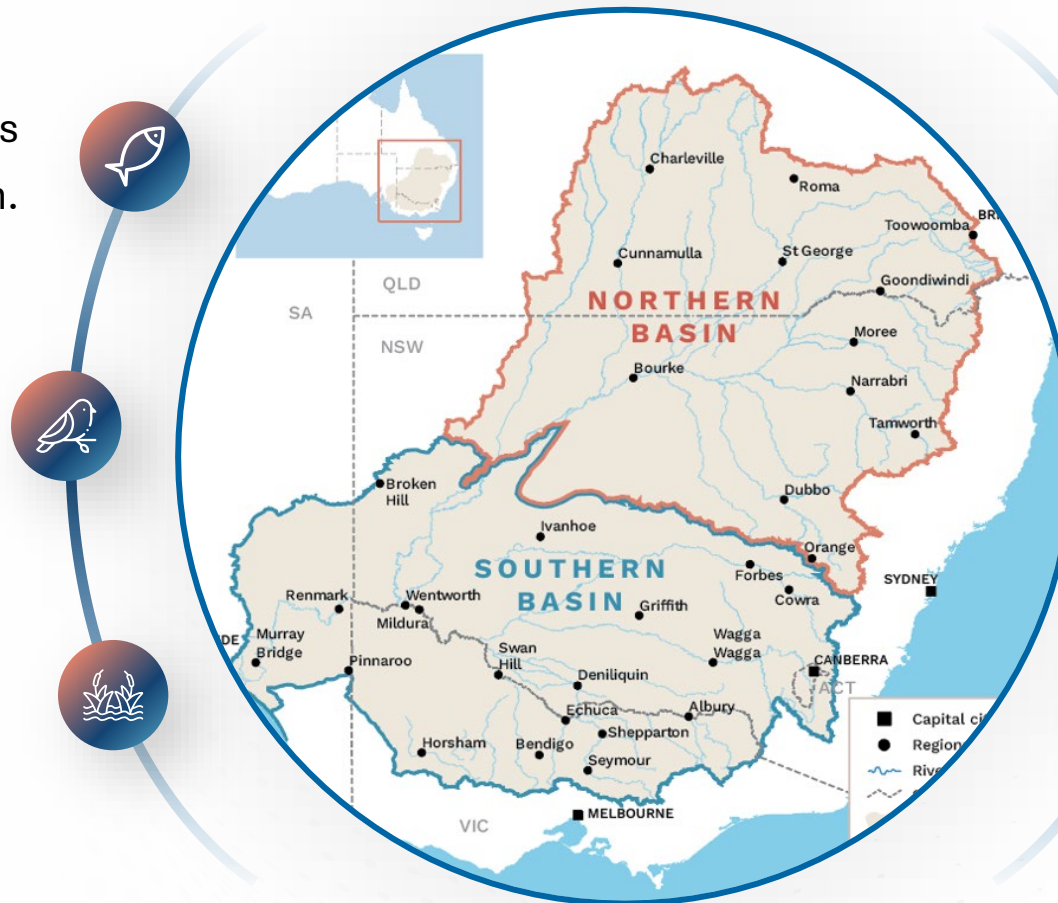 s
n.
Charleville
Roma
Toowoomba
Cunnamulla
St George
QLD
Goondiwindi
SA
NORTHERN
BASIN
NSW
Moree
Bourke
Narrabri
Tamworth
Broken
Hill
Dubbo
Ivanhoe
Orange
SOUTHERN
BASIN
Forbes
SYDNEY
Renmark
Wentworth
Cowra
Mildura
Griffith
Murray
Bridge
Wagga
Wagga
Swan
Hill
Pinnaroo
CANBERRA
Deniliquin
ACT
Echuca
Albury
Capital ci
Shepparton
Horsham
Bendigo
Region
Seymour
Rive
MELBOURNE
VIC